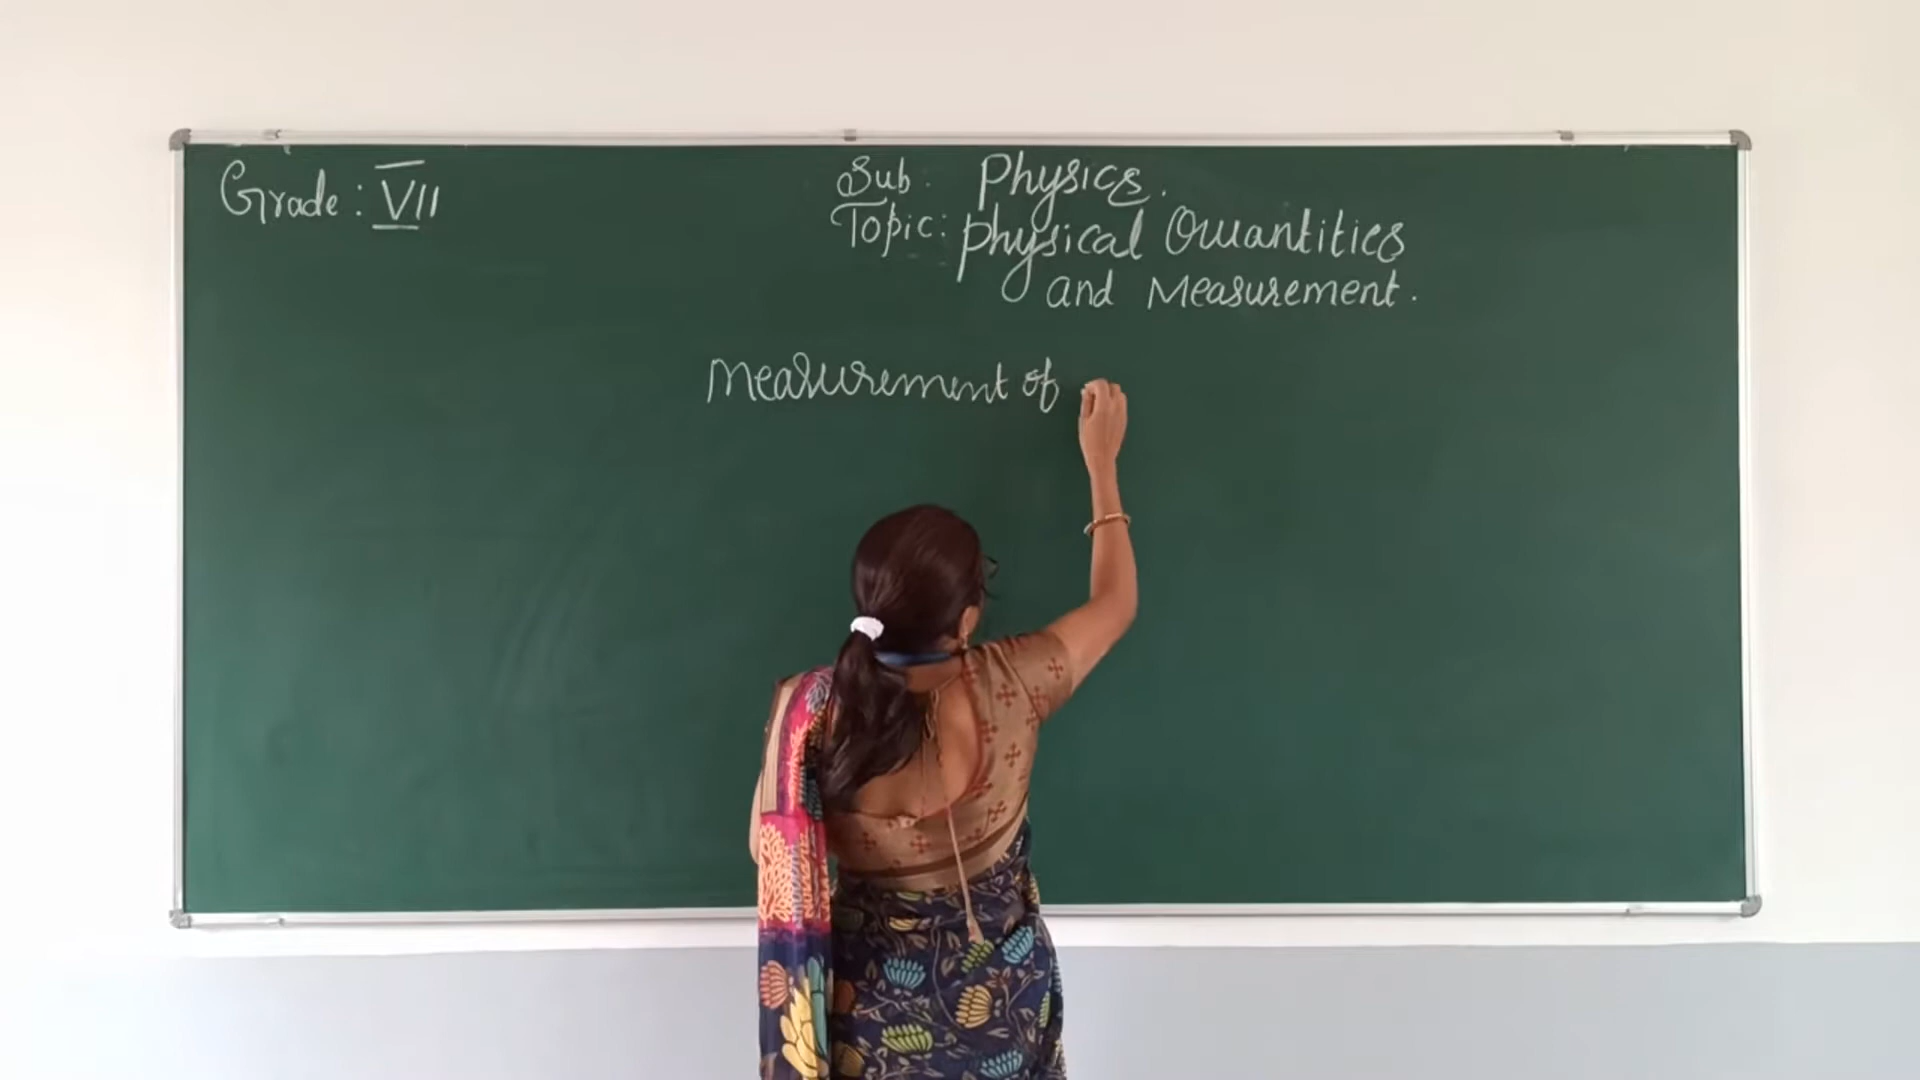 Grade: VII
Sub. Physics.
Topic: Physical Quantities
and Measurement.
Measurement of